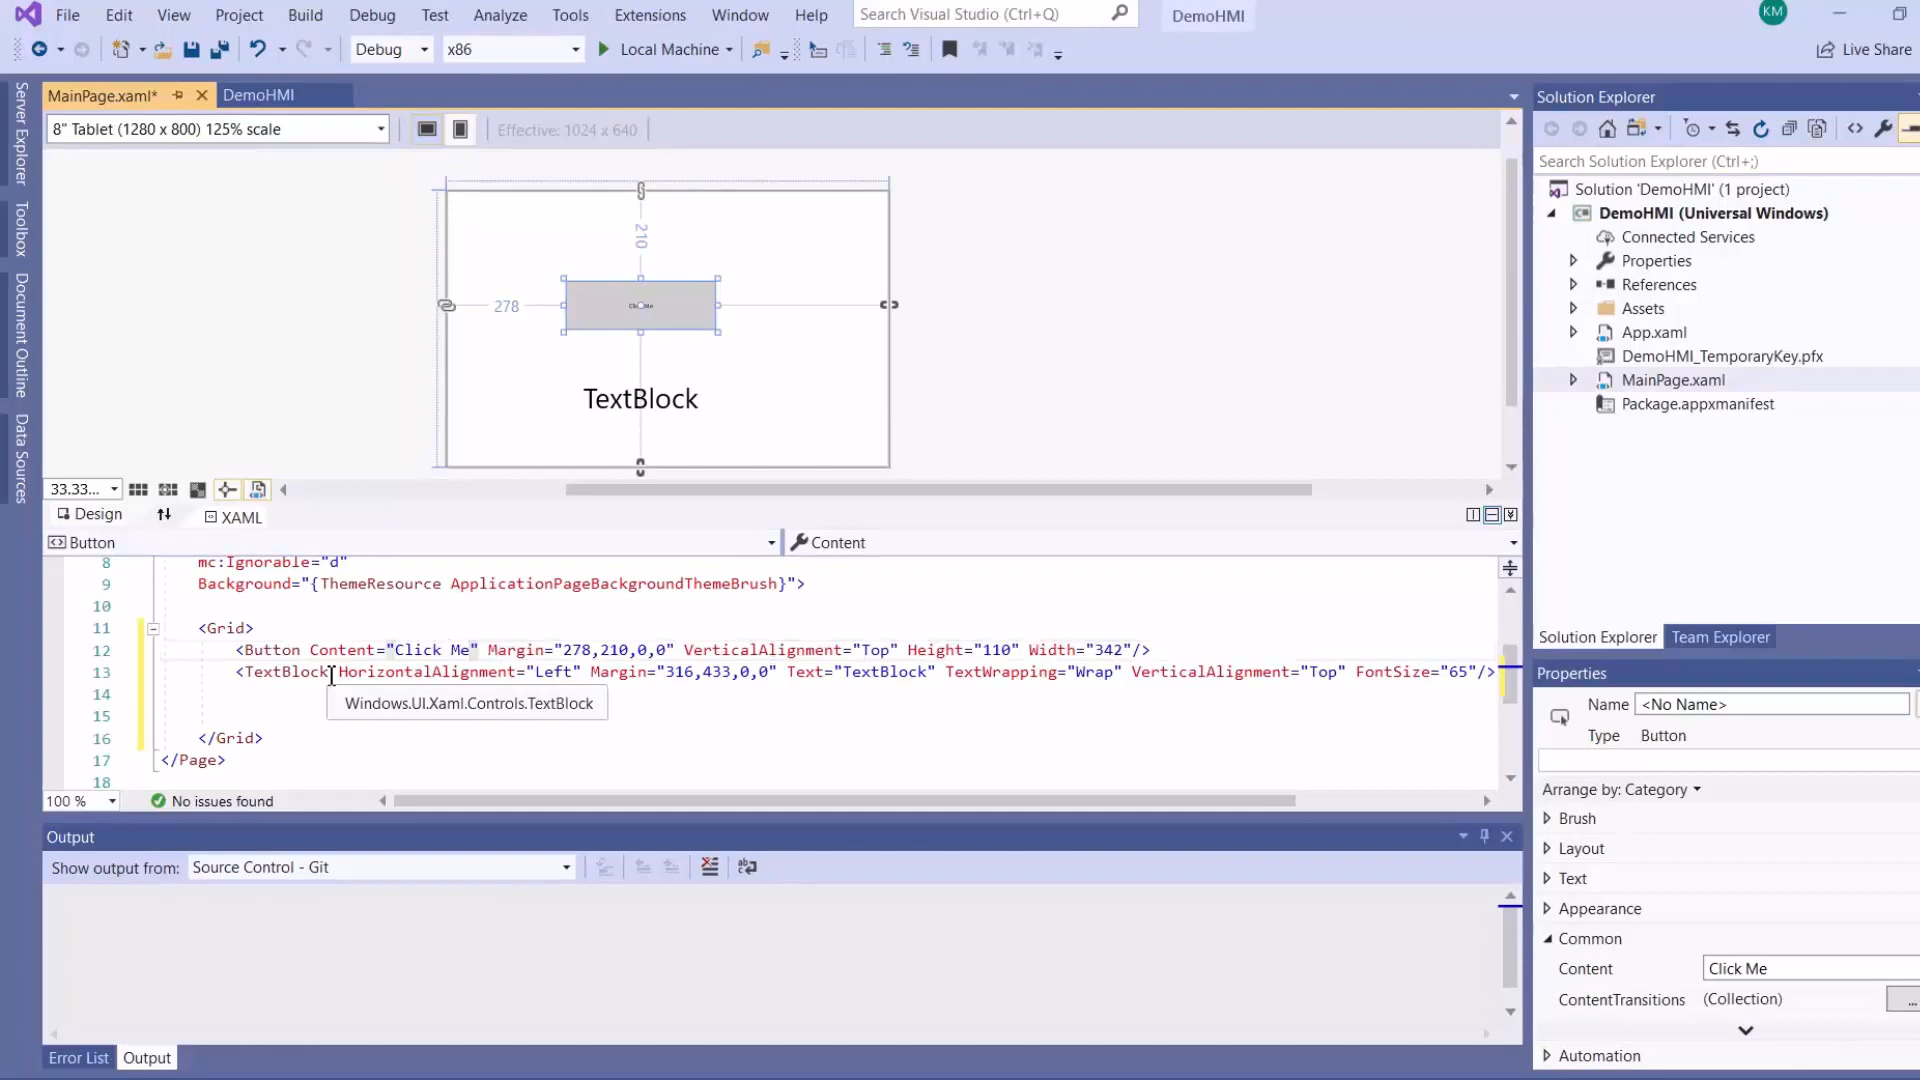 File Edit View Project Build Debug Test Analyze Tools Extensions Window Help Search Visual Studio (Ctrl+Q) DemoHMI KM
Debug x86 Local Machine Live Share
Server Explorer
Toolbox
Document Outline
Data Sources
MainPage.xaml* DemoHMI
8" Tablet (1280 x 800) 125% scale Effective: 1024 x 640
210
278
Click Me
TextBlock
33.33...
Design XAML
Button Content
8 mc:Ignorable="d"
9 Background="{ThemeResource ApplicationPageBackgroundThemeBrush}">
10
11 <Grid>
12 <Button Content="Click Me" Margin="278,210,0,0" VerticalAlignment="Top" Height="110" Width="342"/>
13 <TextBlock HorizontalAlignment="Left" Margin="316,433,0,0" Text="TextBlock" TextWrapping="Wrap" VerticalAlignment="Top" FontSize="65"/>
Windows.UI.Xaml.Controls.TextBlock
14
15
16 </Grid>
17 </Page>
18
100 % No issues found
Output
Show output from: Source Control - Git
Error List Output
Solution Explorer
Search Solution Explorer (Ctrl+;)
Solution 'DemoHMI' (1 project)
DemoHMI (Universal Windows)
Connected Services
Properties
References
Assets
App.xaml
DemoHMI_TemporaryKey.pfx
MainPage.xaml
Package.appxmanifest
Solution Explorer Team Explorer
Properties
Name <No Name>
Type Button
Arrange by: Category
Brush
Layout
Text
Appearance
Common
Content Click Me
ContentTransitions (Collection) ...
Automation